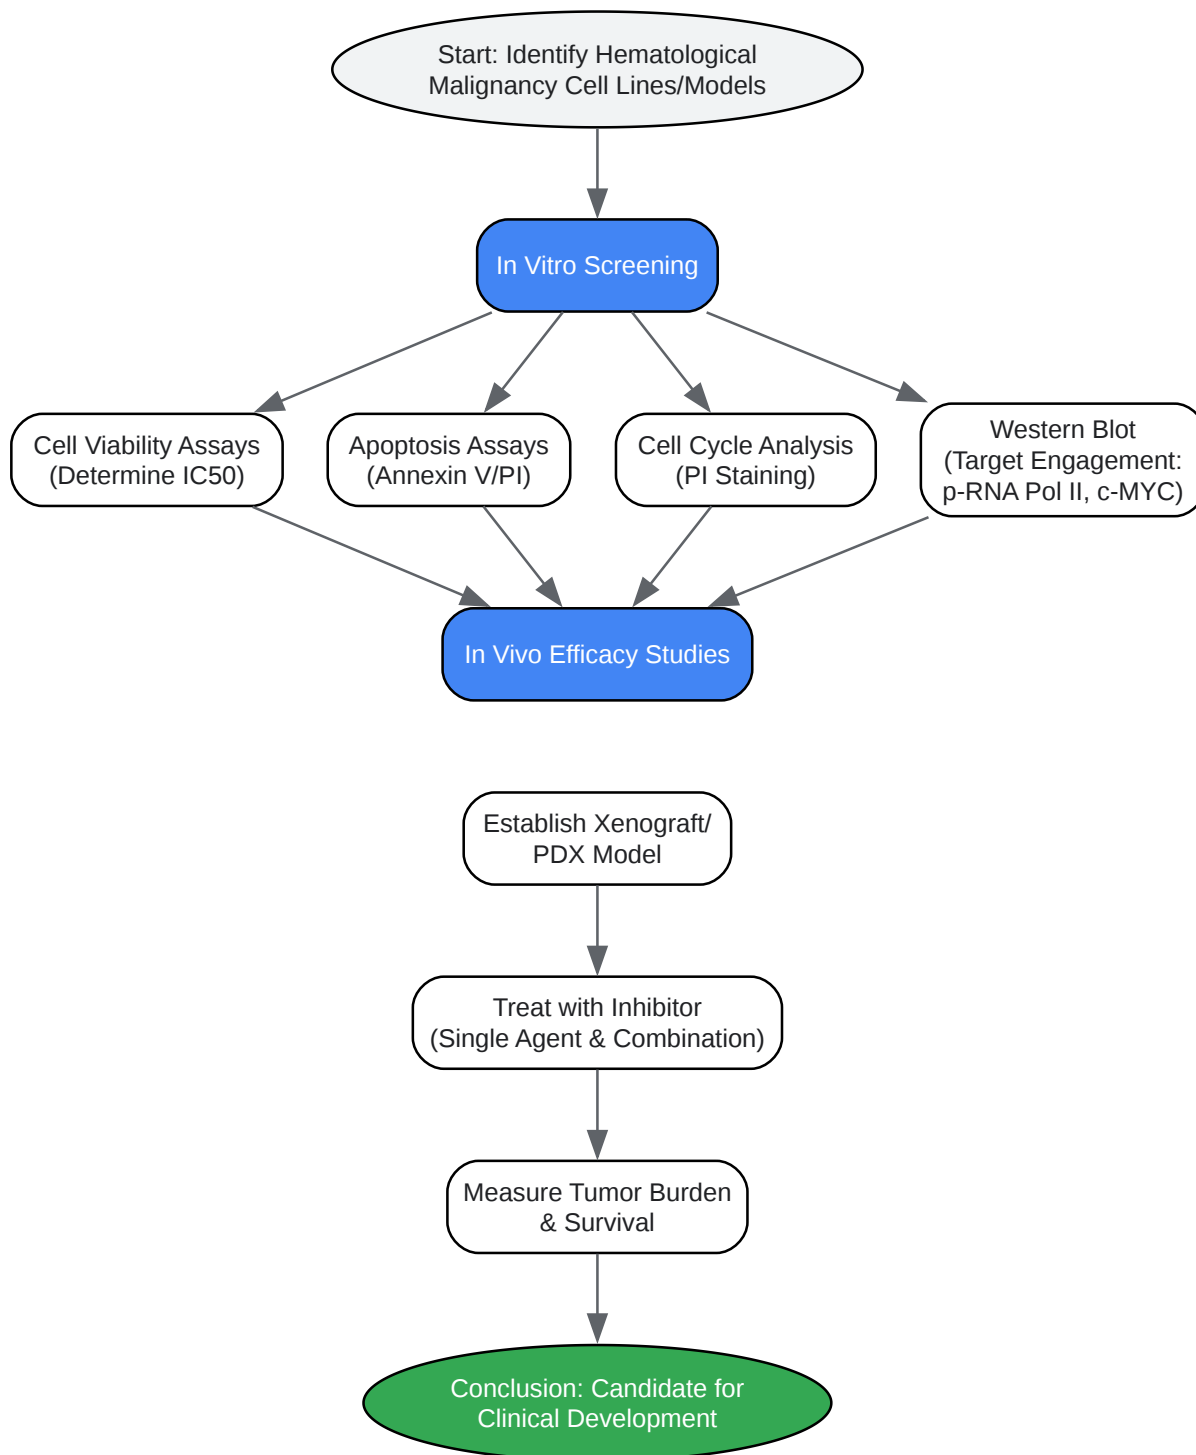 Start: Identify Hematological
Malignancy Cell Lines/Models
In Vitro Screening
Cell Viability Assays
(Determine IC50)
Apoptosis Assays
(Annexin V/PI)
Cell Cycle Analysis
(PI Staining)
Western Blot
(Target Engagement:
p-RNA Pol II, c-MYC)
In Vivo Efficacy Studies
Establish Xenograft/
PDX Model
Treat with Inhibitor
(Single Agent & Combination)
Measure Tumor Burden
& Survival
Conclusion: Candidate for
Clinical Development